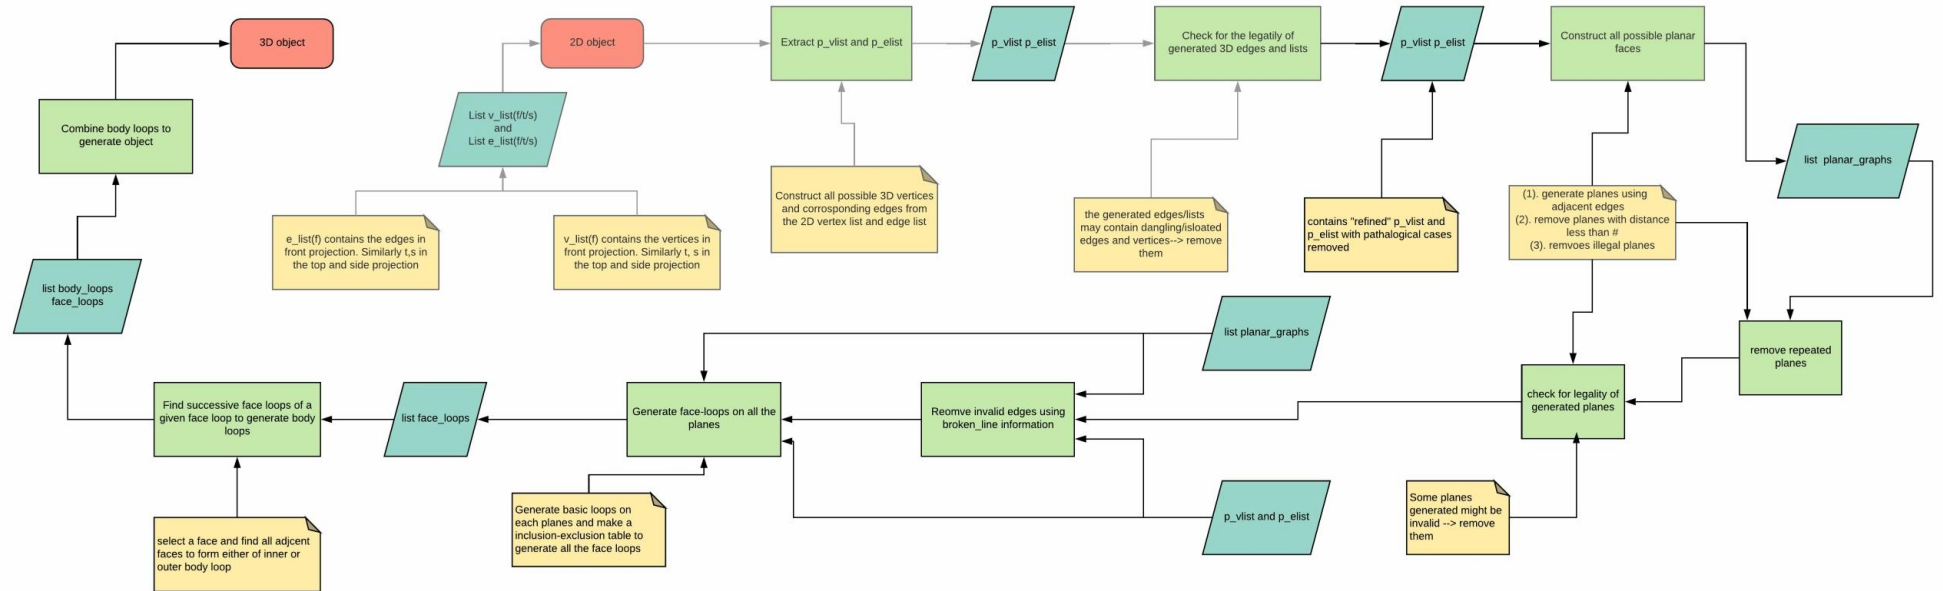 3D object
2D object
Extract p_vlist and p_elist
p_vlist p_elist
Check for the legatily of
generated 3D edges and lists
p_vlist p_elist
Construct all possible planar
faces
Combine body loops to
generate object
List v_list(f/t/s)
and
List e_list(f/t/s)
list planar_graphs
e_list(f) contains the edges in
front projection. Similarly t,s in
the top and side projection
v_list(f) contains the vertices in
front projection. Similarly t, s in
the top and side projection
Construct all possible 3D vertices
and corrosponding edges from
the 2D vertex list and edge list
the generated edges/lists
may contain dangling/isloated
edges and vertices--> remove
them
contains "refined" p_vlist and
p_elist with pathalogical cases
removed
(1). generate planes using
adjacent edges
(2). remove planes with distance
less than #
(3). remvoes illegal planes
list body_loops
face_loops
list planar_graphs
remove repeated
planes
Find successive face loops of a
given face loop to generate body
loops
list face_loops
Generate face-loops on all the
planes
Reomve invalid edges using
broken_line information
check for legality of
generated planes
select a face and find all adjcent
faces to form either of inner or
outer body loop
Generate basic loops on
each planes and make a
inclusion-exclusion table to
generate all the face loops
p_vlist and p_elist
Some planes
generated might be
invalid --> remove
them